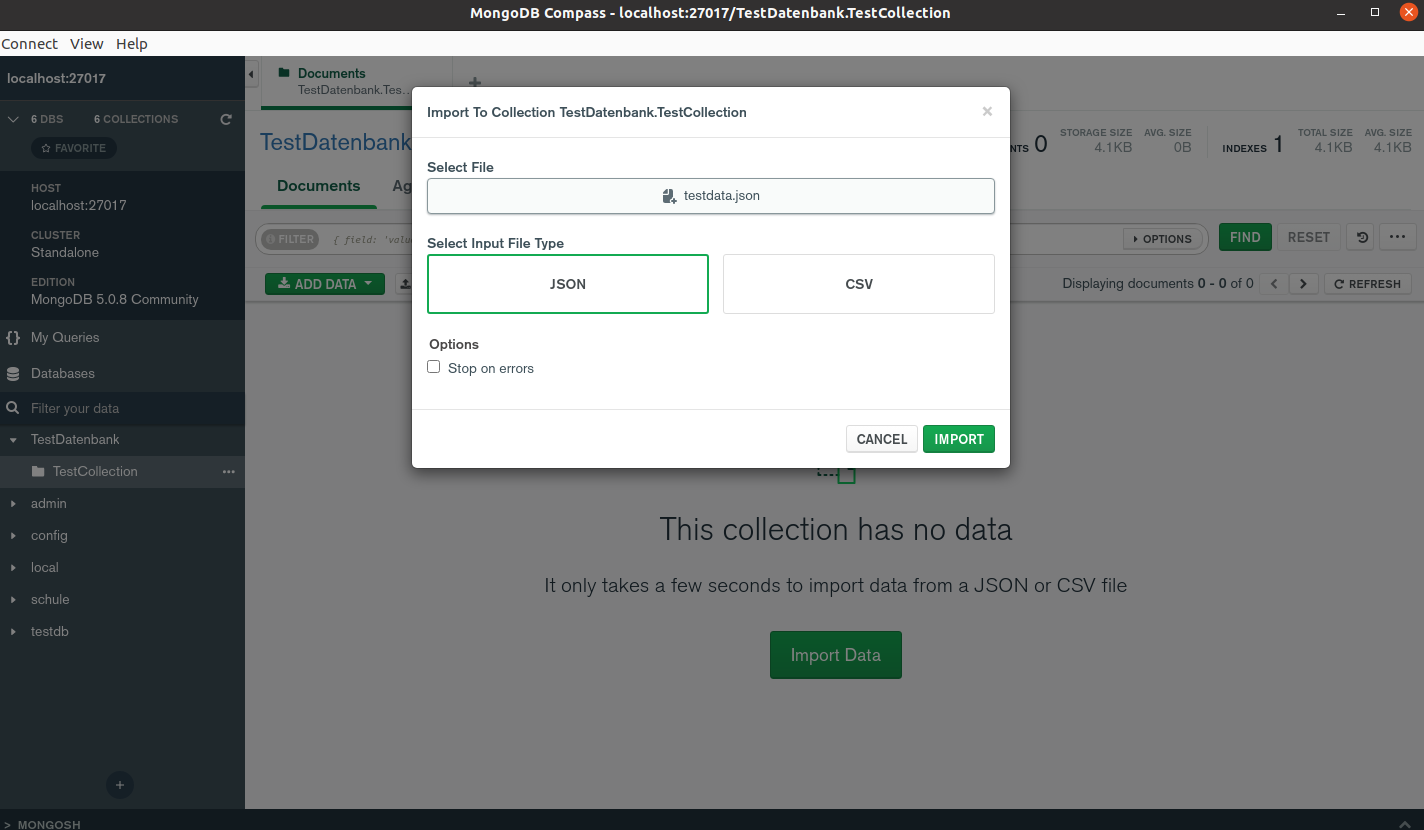 MongoDB Compass - localhost:27017/TestDatenbank.TestCollection
Connect View Help
localhost:27017
6 DBS 6 COLLECTIONS
FAVORITE
HOST
localhost:27017
CLUSTER
Standalone
EDITION
MongoDB 5.0.8 Community
{} My Queries
Databases
Filter your data
TestDatenbank
TestCollection ...
admin
config
local
schule
testdb
+
> MONGOSH
Documents
TestDatenbank.Tes...
+
TestDatenbank
NTS 0
STORAGE SIZE
4.1KB
AVG. SIZE
0B
INDEXES 1
TOTAL SIZE
4.1KB
AVG. SIZE
4.1KB
Documents Ag
FILTER { field: 'valu
OPTIONS
FIND
RESET
...
ADD DATA
Displaying documents 0 - 0 of 0
REFRESH
Import To Collection TestDatenbank.TestCollection
×
Select File
testdata.json
Select Input File Type
JSON
CSV
Options
Stop on errors
CANCEL
IMPORT
This collection has no data
It only takes a few seconds to import data from a JSON or CSV file
Import Data